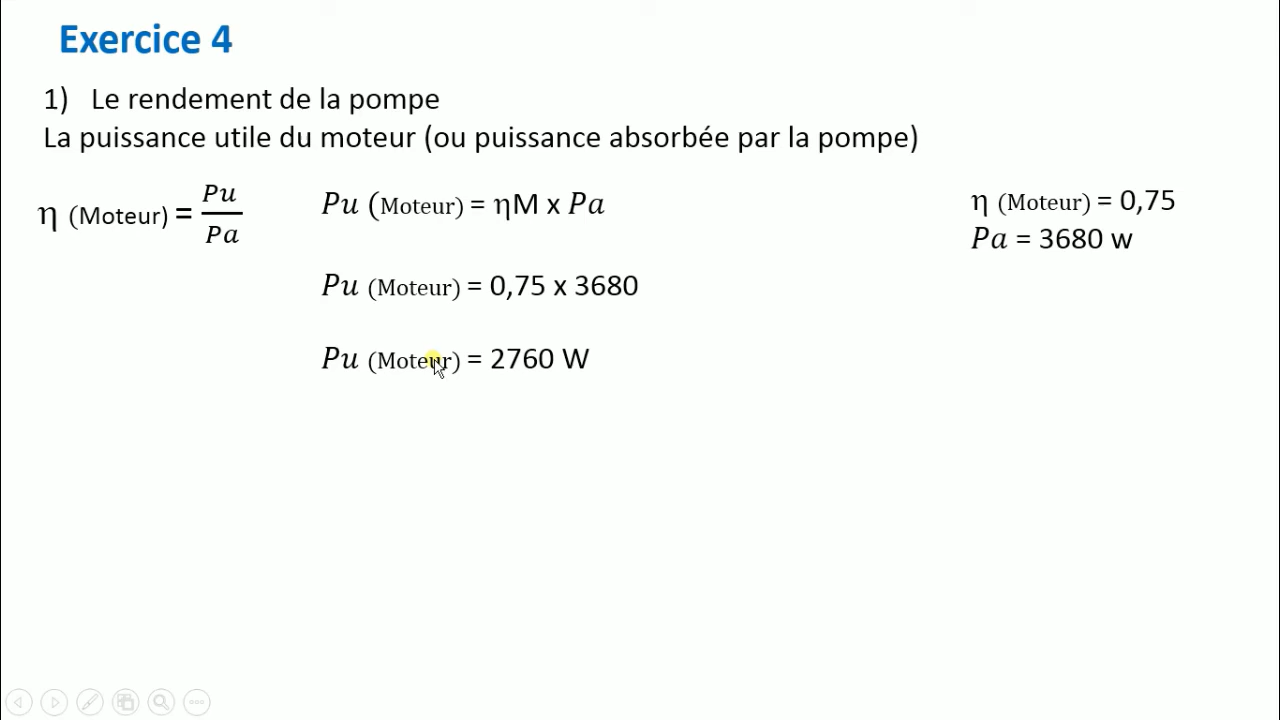 Exercice 4
1) Le rendement de la pompe
La puissance utile du moteur (ou puissance absorbée par la pompe)
η (Moteur) = Pu / Pa
Pu (Moteur) = ηM x Pa
η (Moteur) = 0,75
Pa = 3680 w
Pu (Moteur) = 0,75 x 3680
Pu (Moteur) = 2760 W